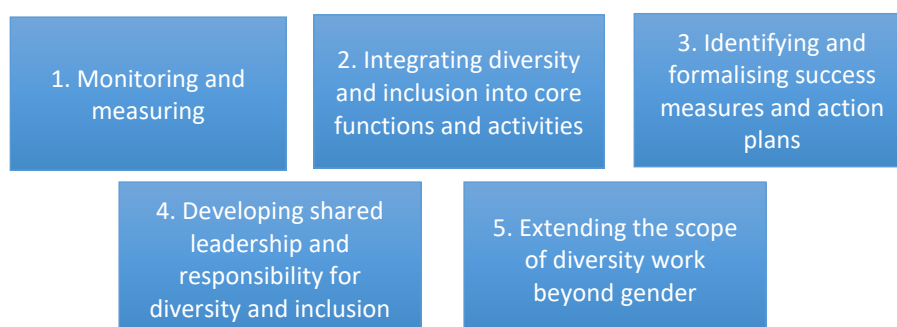 1. Monitoring and
measuring
2. Integrating diversity
and inclusion into core
functions and activities
3. Identifying and
formalising success
measures and action
plans
4. Developing shared
leadership and
responsibility for
diversity and inclusion
5. Extending the scope
of diversity work
beyond gender